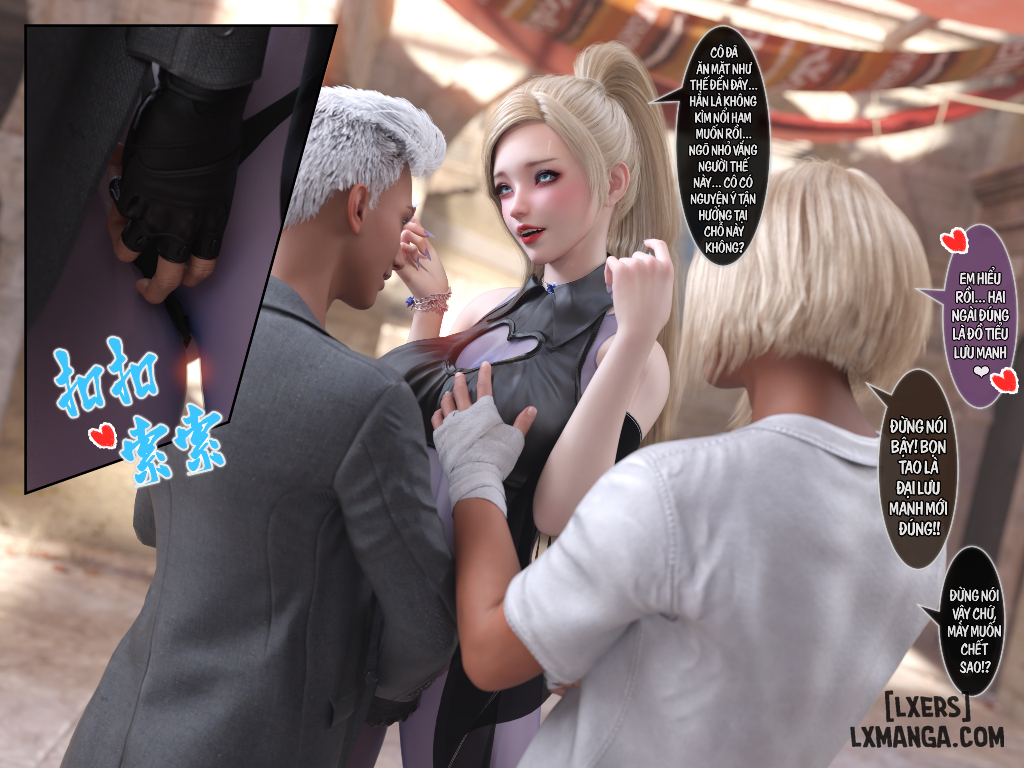 CÔ ĐÃ
ĂN MẶT NHƯ
THẾ ĐẾN ĐÂY...
HẲN LÀ KHÔNG
KÌM NỔI HAM
MUỐN RỒI...
NGÕ NHỎ VẮNG
NGƯỜI THẾ
NÀY... CÔ CÓ
NGUYỆN Ý TẬN
HƯỞNG TẠI
CHỖ NÀY
KHÔNG?
EM HIỂU
RỒI... HAI
NGÀI ĐÚNG
LÀ ĐỒ TIỂU
LƯU MANH
❤
ĐỪNG NÓI
BẬY! BỌN
TAO LÀ
ĐẠI LƯU
MANH MỚI
ĐÚNG!!
ĐỪNG NÓI
VẬY CHỨ,
MÀY MUỐN
CHẾT
SAO!?
扣扣
索索
[LXERS]
LXMANGA.COM